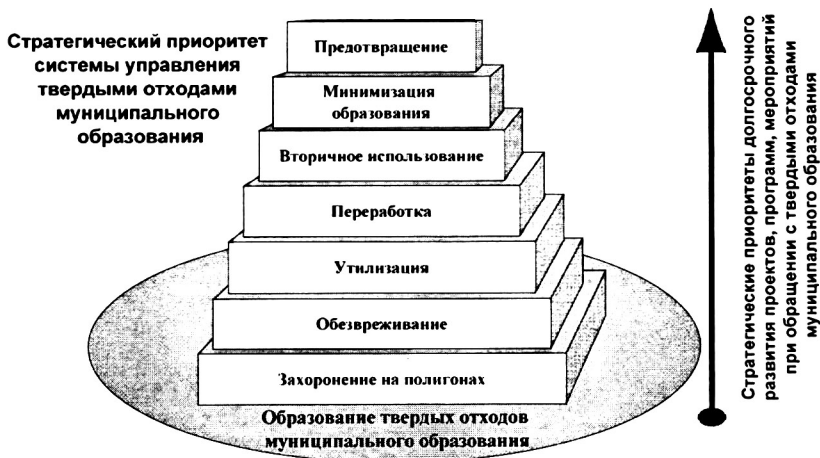 Стратегический приоритет
системы управления
твердыми отходами
муниципального
образования
Предотвращение
Минимизация
образования
Вторичное использование
Переработка
Утилизация
Обезвреживание
Захоронение на полигонах
Образование твердых отходов
муниципального образования
Стратегические приоритеты долгосрочного
развития проектов, программ, мероприятий
при обращении с твердыми отходами
муниципального образования